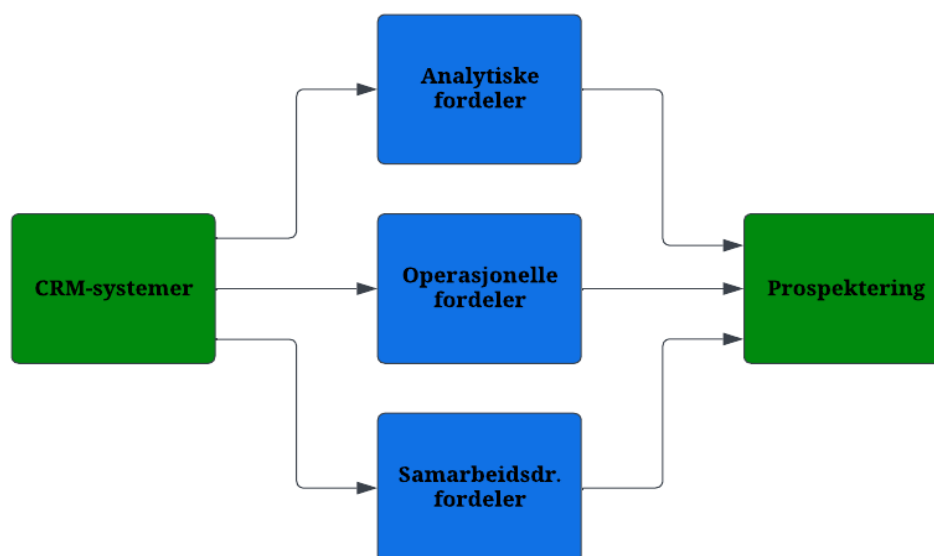 Analytiske
fordeler
CRM-systemer
Operasjonelle
fordeler
Prospektering
Samarbeidsdr.
fordeler